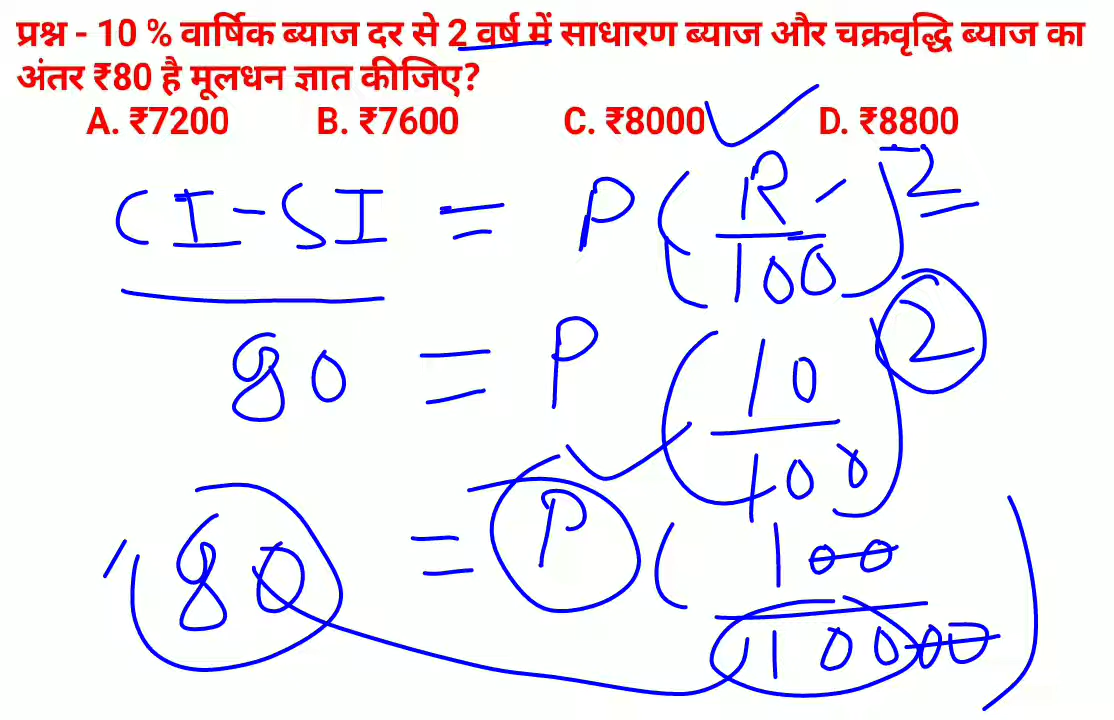 प्रश्न - 10 % वार्षिक ब्याज दर से 2 वर्ष में साधारण ब्याज और चक्रवृद्धि ब्याज का
अंतर ₹80 है मूलधन ज्ञात कीजिए?
A. ₹7200 B. ₹7600 C. ₹8000 D. ₹8800
CI-SI = P(R/100)2
80 = P(10/100)2
80 = P(100/10000)